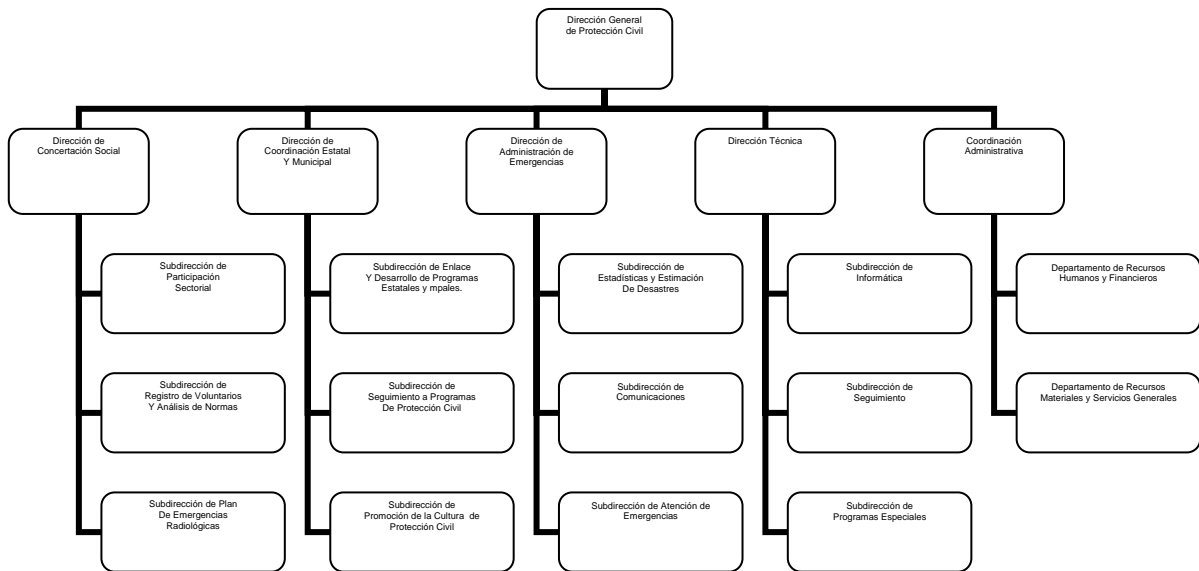 Dirección General
de Protección Civil
Dirección de
Concertación Social
Dirección de
Coordinación Estatal
Y Municipal
Dirección de
Administración de
Emergencias
Dirección Técnica
Coordinación
Administrativa
Subdirección de
Participación
Sectorial
Subdirección de Enlace
Y Desarrollo de Programas
Estatales y mpales.
Subdirección de
Estadísticas y Estimación
De Desastres
Subdirección de
Informática
Departamento de Recursos
Humanos y Financieros
Subdirección de
Registro de Voluntarios
Y Análisis de Normas
Subdirección de
Seguimiento a Programas
De Protección Civil
Subdirección de
Comunicaciones
Subdirección de
Seguimiento
Departamento de Recursos
Materiales y Servicios Generales
Subdirección de Plan
De Emergencias
Radiológicas
Subdirección de
Promoción de la Cultura de
Protección Civil
Subdirección de Atención de
Emergencias
Subdirección de
Programas Especiales